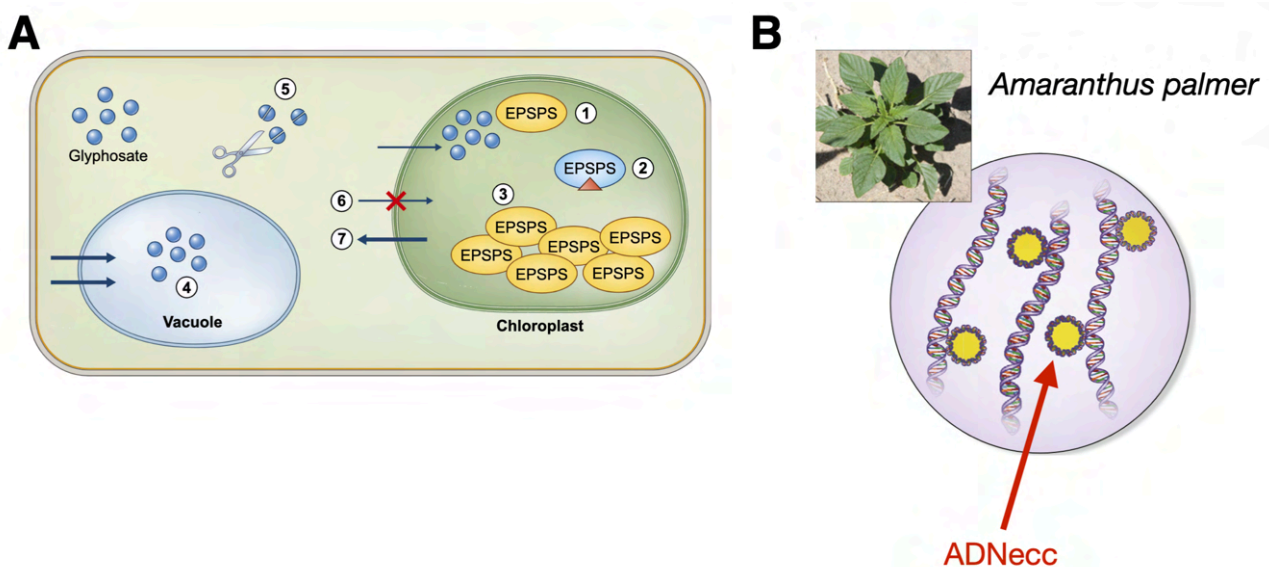 A
Glyphosate
5
EPSPS
1
EPSPS
2
6
3
7
EPSPS
EPSPS
EPSPS
EPSPS
EPSPS
EPSPS
4
Vacuole
Chloroplast
B
Amaranthus palmer
ADNecc